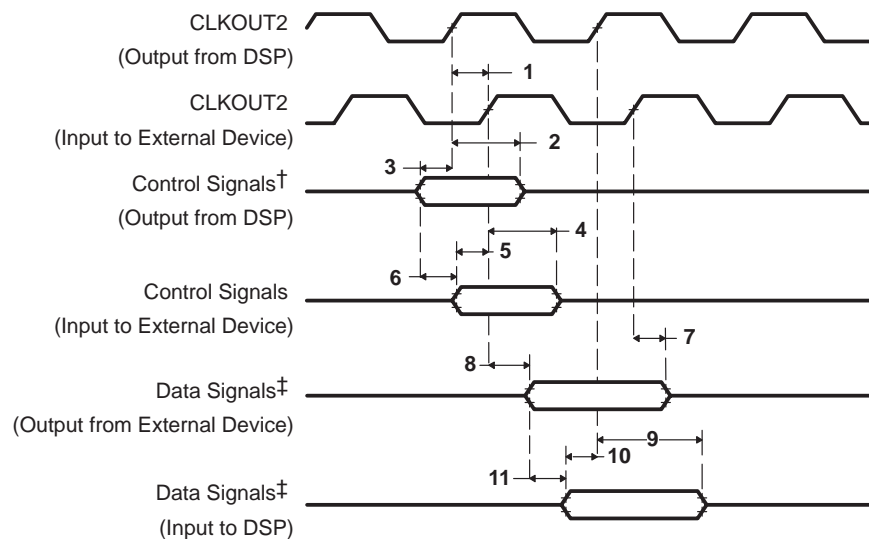 CLKOUT2
(Output from DSP)
1
CLKOUT2
(Input to External Device)
2
3
Control Signals†
(Output from DSP)
4
5
6
Control Signals
(Input to External Device)
7
8
Data Signals‡
(Output from External Device)
9
10
11
Data Signals‡
(Input to DSP)